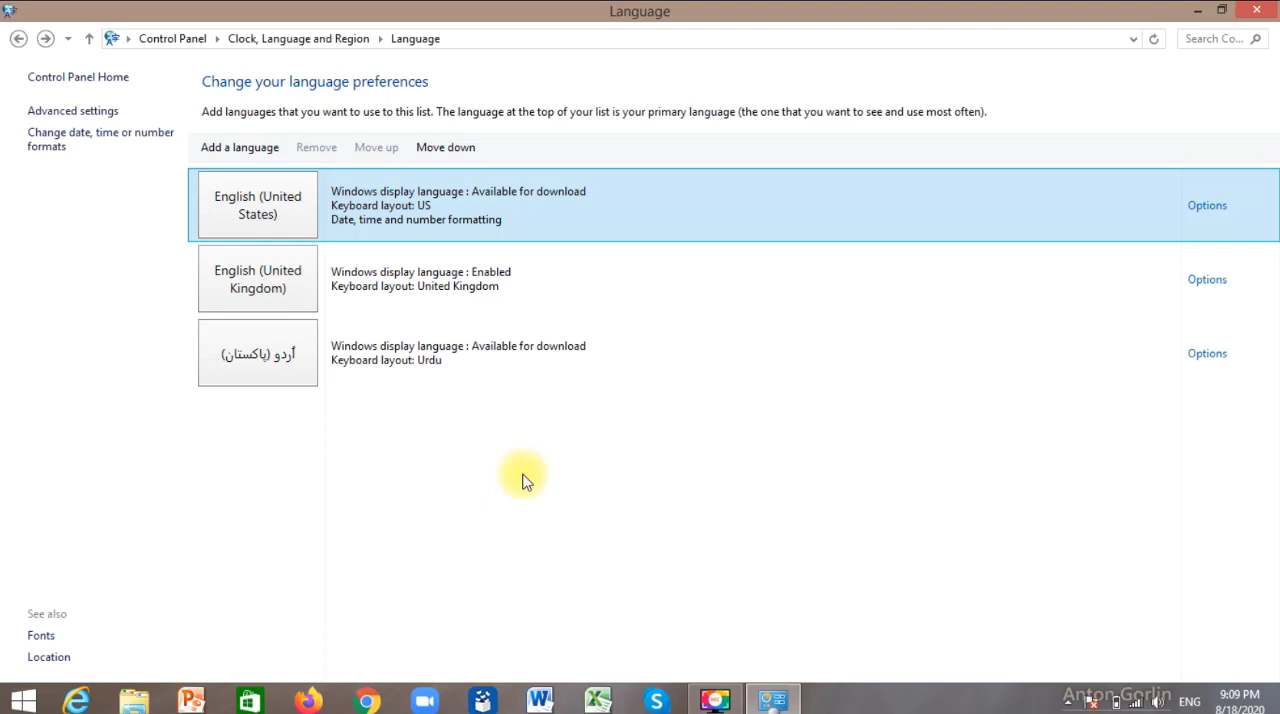 Language
Control Panel
Clock, Language and Region
Language
Search Co...
Control Panel Home
Advanced settings
Change date, time or number
formats
Change your language preferences
Add languages that you want to use to this list. The language at the top of your list is your primary language (the one that you want to see and use most often).
Add a language
Remove
Move up
Move down
English (United
States)
Windows display language : Available for download
Keyboard layout: US
Date, time and number formatting
Options
English (United
Kingdom)
Windows display language : Enabled
Keyboard layout: United Kingdom
Options
اُردو (پاکستان)
Windows display language : Available for download
Keyboard layout: Urdu
Options
See also
Fonts
Location
Anton Gorlin
ENG
9:09 PM
8/18/2020